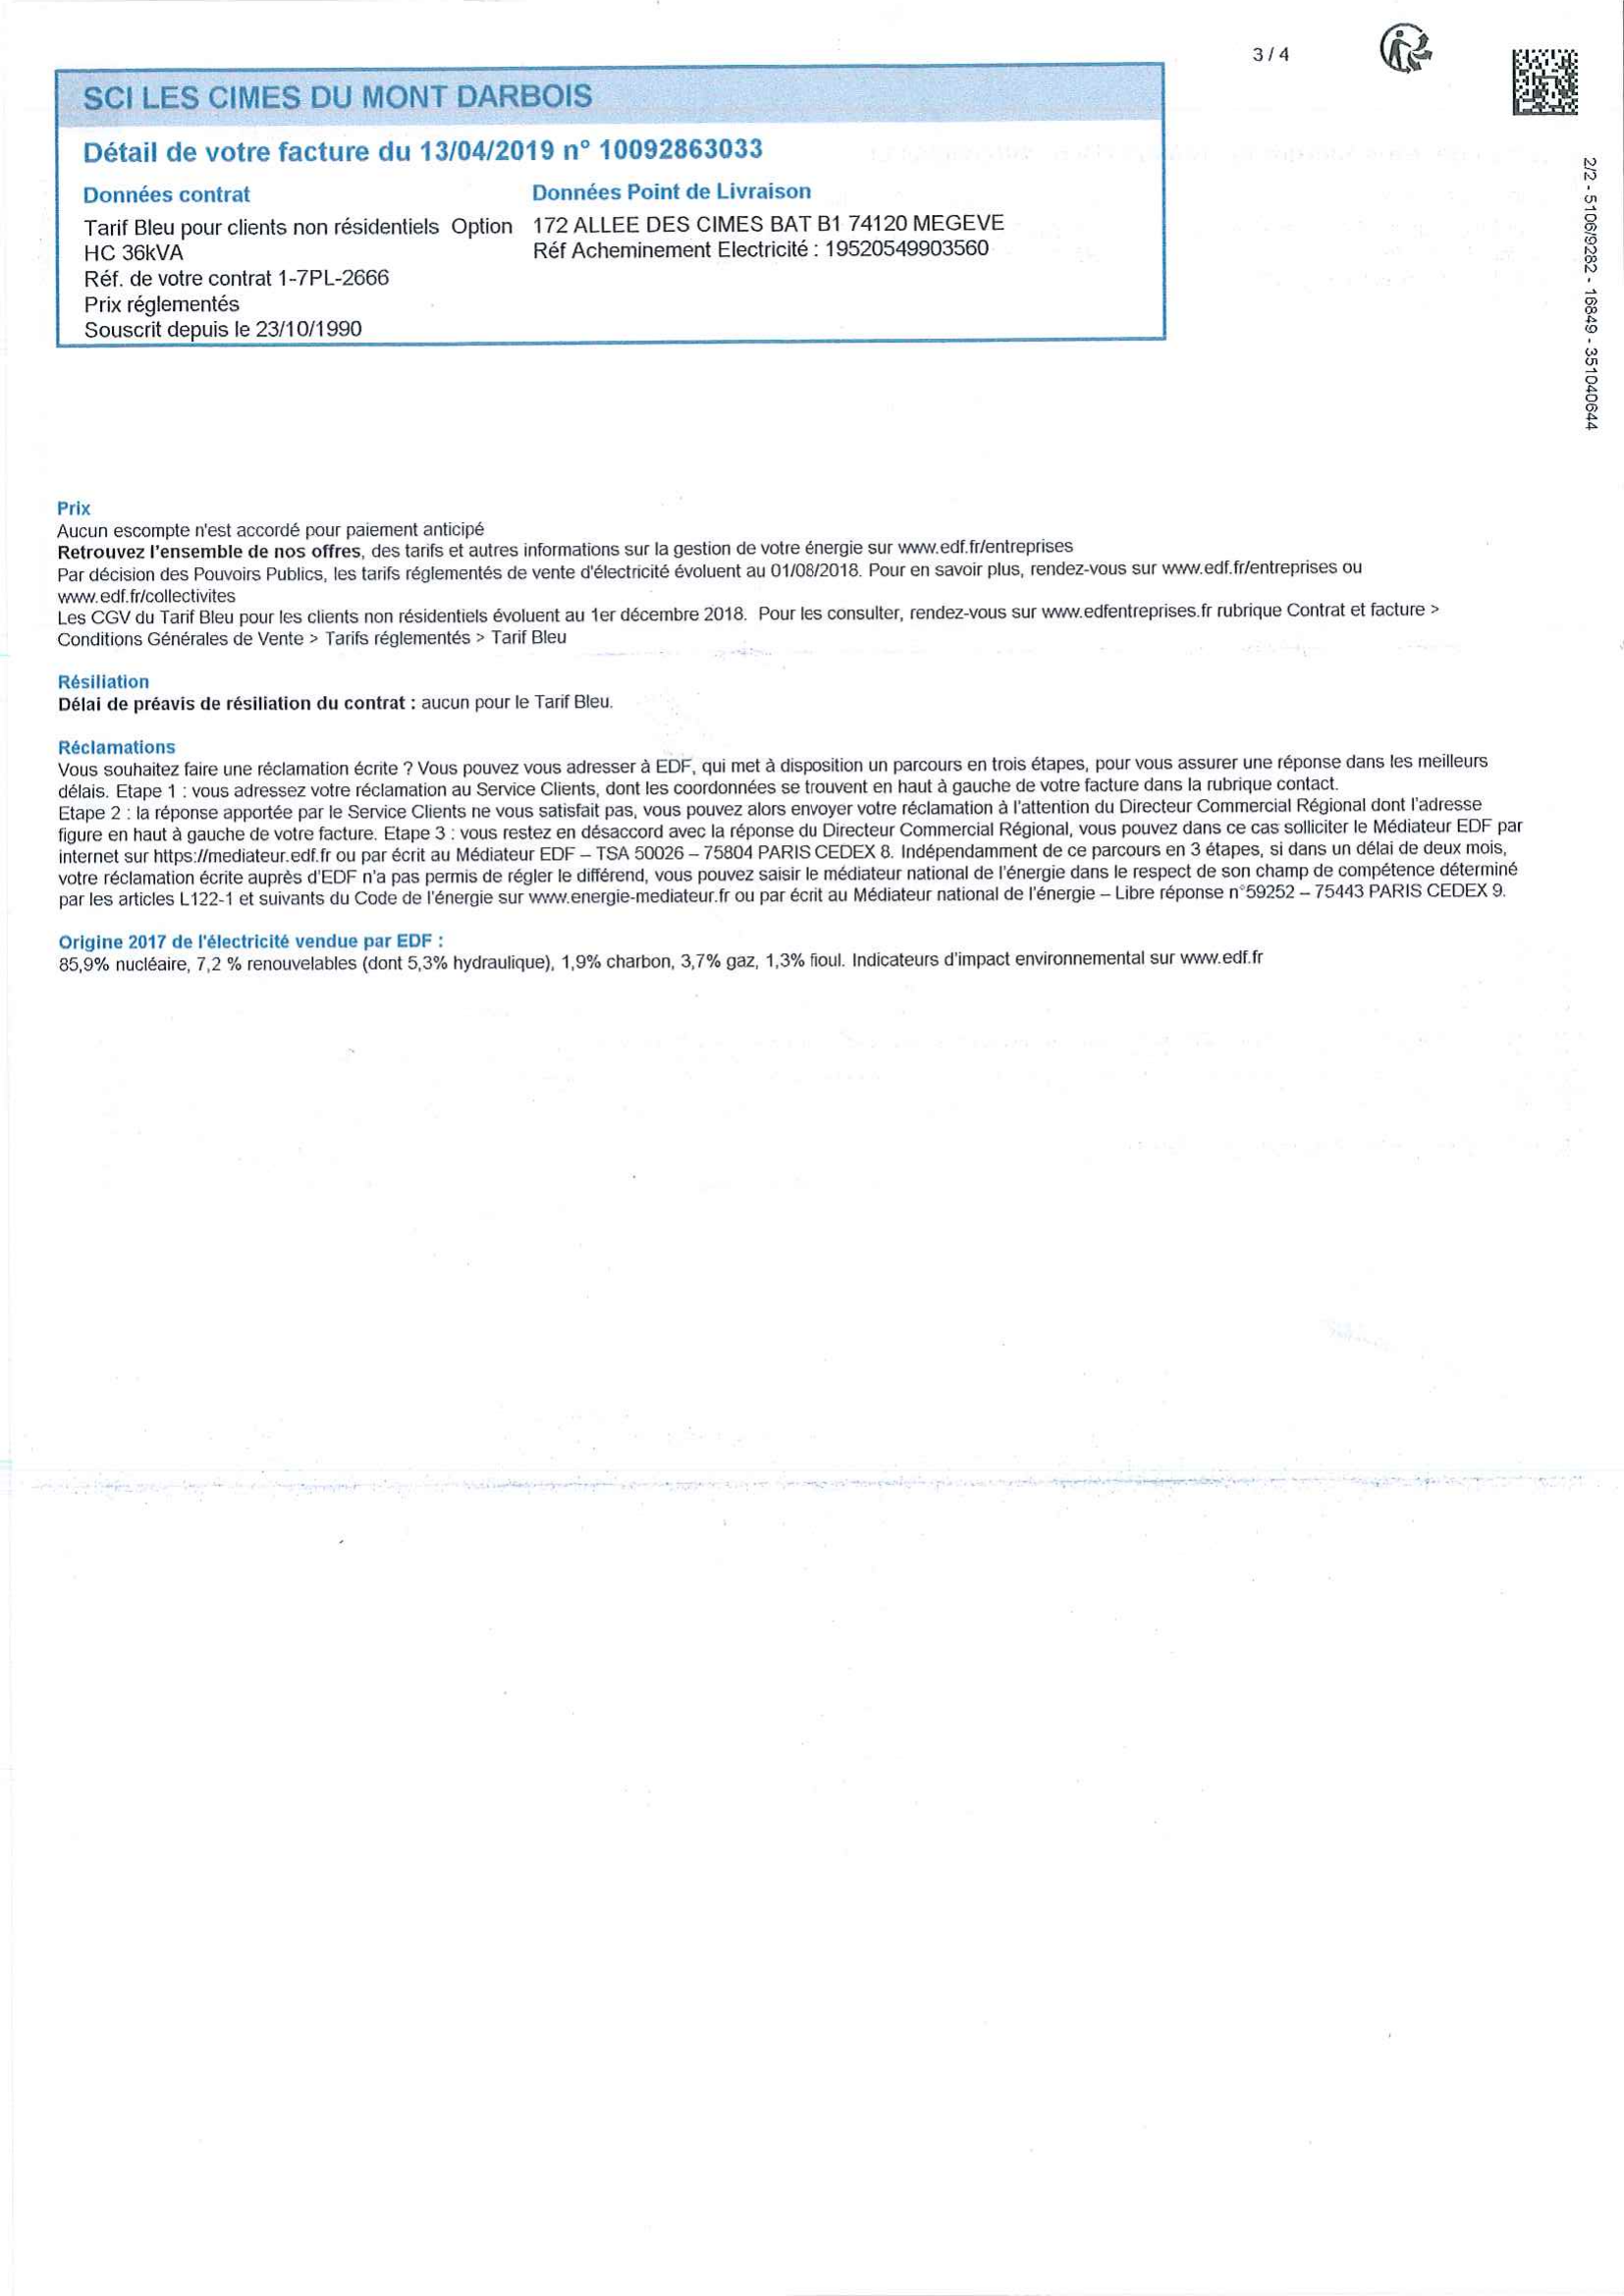 3 / 4
SCI LES CIMES DU MONT DARBOIS
Détail de votre facture du 13/04/2019 n° 10092863033
Données contrat
Tarif Bleu pour clients non résidentiels Option
HC 36kVA
Réf. de votre contrat 1-7PL-2666
Prix réglementés
Souscrit depuis le 23/10/1990
Données Point de Livraison
172 ALLEE DES CIMES BAT B1 74120 MEGEVE
Réf Acheminement Electricité : 19520549903560
2/2 - 5106/9282 - 16849 - 351040644
Prix
Aucun escompte n'est accordé pour paiement anticipé
Retrouvez l'ensemble de nos offres, des tarifs et autres informations sur la gestion de votre énergie sur www.edf.fr/entreprises
Par décision des Pouvoirs Publics, les tarifs réglementés de vente d'électricité évoluent au 01/08/2018. Pour en savoir plus, rendez-vous sur www.edf.fr/entreprises ou
www.edf.fr/collectivites
Les CGV du Tarif Bleu pour les clients non résidentiels évoluent au 1er décembre 2018. Pour les consulter, rendez-vous sur www.edfentreprises.fr rubrique Contrat et facture >
Conditions Générales de Vente > Tarifs réglementés > Tarif Bleu
Résiliation
Délai de préavis de résiliation du contrat : aucun pour le Tarif Bleu.
Réclamations
Vous souhaitez faire une réclamation écrite ? Vous pouvez vous adresser à EDF, qui met à disposition un parcours en trois étapes, pour vous assurer une réponse dans les meilleurs
délais. Etape 1 : vous adressez votre réclamation au Service Clients, dont les coordonnées se trouvent en haut à gauche de votre facture dans la rubrique contact.
Etape 2 : la réponse apportée par le Service Clients ne vous satisfait pas, vous pouvez alors envoyer votre réclamation à l'attention du Directeur Commercial Régional dont l'adresse
figure en haut à gauche de votre facture. Etape 3 : vous restez en désaccord avec la réponse du Directeur Commercial Régional, vous pouvez dans ce cas solliciter le Médiateur EDF par
internet sur https://mediateur.edf.fr ou par écrit au Médiateur EDF – TSA 50026 – 75804 PARIS CEDEX 8. Indépendamment de ce parcours en 3 étapes, si dans un délai de deux mois,
votre réclamation écrite auprès d'EDF n'a pas permis de régler le différend, vous pouvez saisir le médiateur national de l'énergie dans le respect de son champ de compétence déterminé
par les articles L122-1 et suivants du Code de l'énergie sur www.energie-mediateur.fr ou par écrit au Médiateur national de l'énergie – Libre réponse n°59252 – 75443 PARIS CEDEX 9.
Origine 2017 de l'électricité vendue par EDF :
85,9% nucléaire, 7,2 % renouvelables (dont 5,3% hydraulique), 1,9% charbon, 3,7% gaz, 1,3% fioul. Indicateurs d'impact environnemental sur www.edf.fr